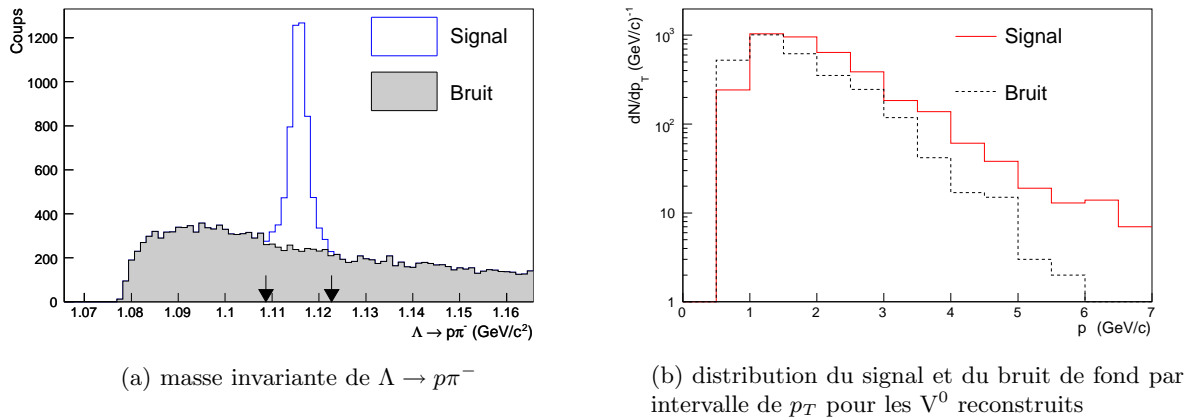 Coups
1200
1000
800
600
400
200
0
Signal
Bruit
1.07 1.08 1.09 1.1 1.11 1.12 1.13 1.14 1.15 1.16
Λ → pπ⁻ (GeV/c²)
(a) masse invariante de Λ → pπ⁻
dN/dp_T (GeV/c)⁻¹
10³
10²
10
1
Signal
Bruit
0 1 2 3 4 5 6 7
p (GeV/c)
(b) distribution du signal et du bruit de fond par
intervalle de p_T pour les V⁰ reconstruits